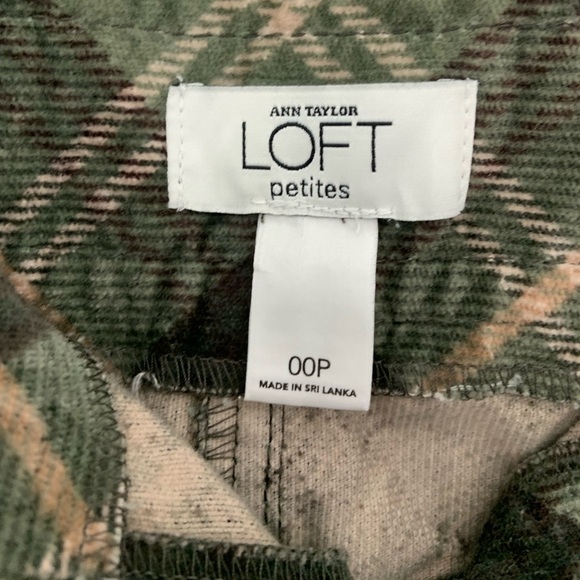 ANN TAYLOR
LOFT
petites
00P
MADE IN SRI LANKA